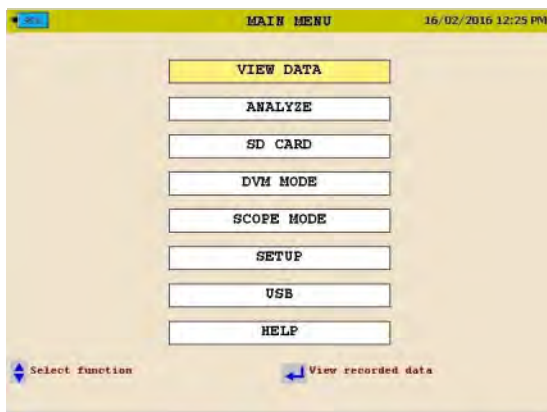 MAIN MENU 16/02/2016 12:25 PM
VIEW DATA
ANALYZE
SD CARD
DVM MODE
SCOPE MODE
SETUP
USB
HELP
Select function View recorded data